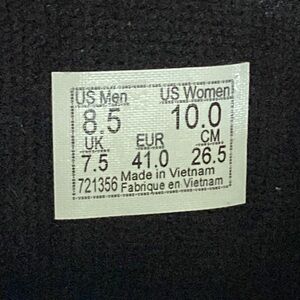 US Men US Women
8.5 10.0
UK EUR CM
7.5 41.0 26.5
721356 Made in Vietnam
Fabrique en Vietnam